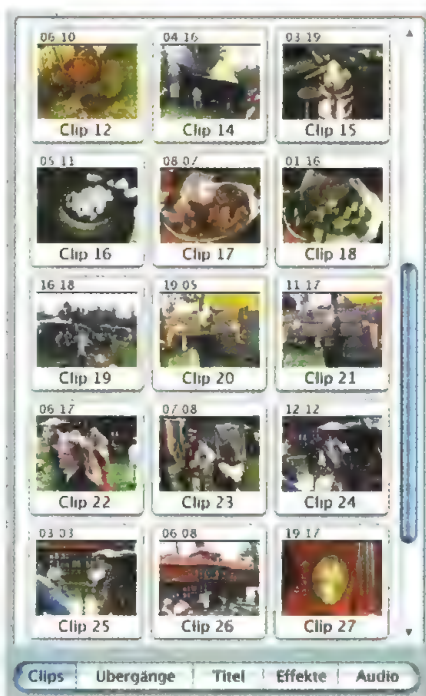 06 10 04 16 03 19
Clip 12 Clip 14 Clip 15
05 11 08 07 01 16
Clip 16 Clip 17 Clip 18
16 18 19 05 11 17
Clip 19 Clip 20 Clip 21
06 17 07 08 12 12
Clip 22 Clip 23 Clip 24
03 03 06 08 19 17
Clip 25 Clip 26 Clip 27
Clips Übergänge Titel Effekte Audio